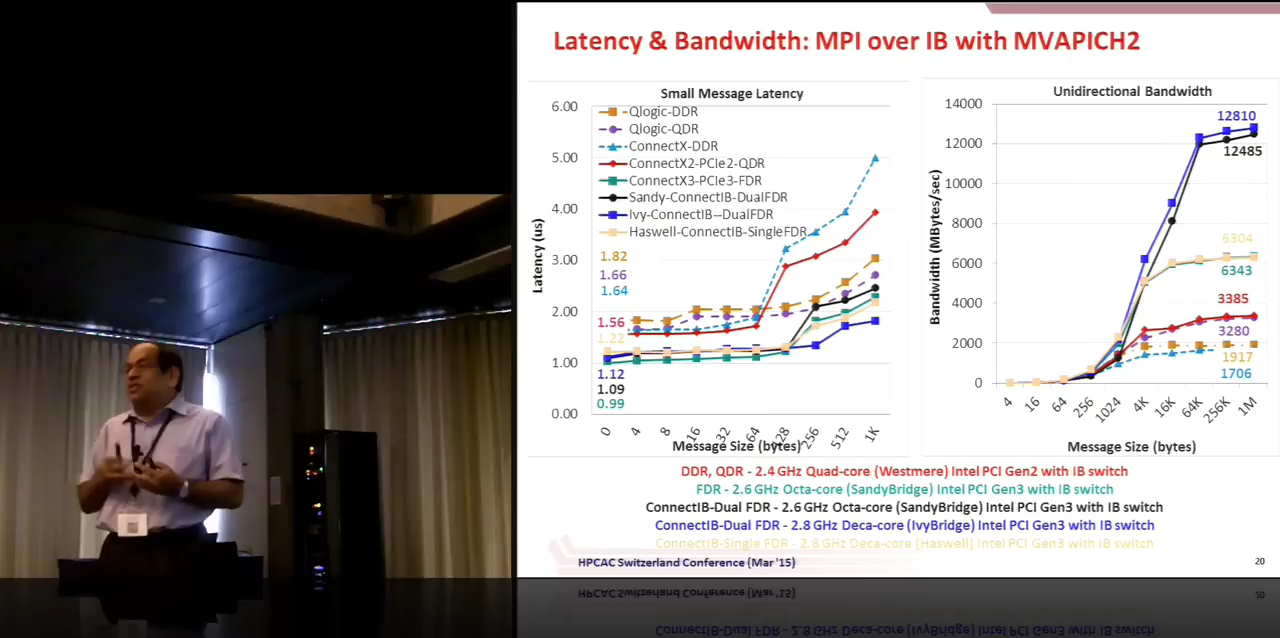 Latency & Bandwidth: MPI over IB with MVAPICH2
Small Message Latency
Latency (us)
6.00
5.00
4.00
3.00
2.00
1.00
0.00
Qlogic-DDR
Qlogic-QDR
ConnectX-DDR
ConnectX2-PCIe2-QDR
ConnectX3-PCIe3-FDR
Sandy-ConnectIB-DualFDR
Ivy-ConnectIB--DualFDR
Haswell-ConnectIB-SingleFDR
1.82
1.66
1.64
1.56
1.22
1.12
1.09
0.99
0 4 8 16 32 64 128 256 512 1K
Message Size (bytes)
Unidirectional Bandwidth
Bandwidth (MBytes/sec)
14000
12000
10000
8000
6000
4000
2000
0
12810
12485
6304
6343
3385
3280
1917
1706
4 16 64 256 1024 4K 16K 64K 256K 1M
Message Size (bytes)
DDR, QDR - 2.4 GHz Quad-core (Westmere) Intel PCI Gen2 with IB switch
FDR - 2.6 GHz Octa-core (SandyBridge) Intel PCI Gen3 with IB switch
ConnectIB-Dual FDR - 2.6 GHz Octa-core (SandyBridge) Intel PCI Gen3 with IB switch
ConnectIB-Dual FDR - 2.8 GHz Deca-core (IvyBridge) Intel PCI Gen3 with IB switch
ConnectIB-Single FDR - 2.8 GHz Deca-core (Haswell) Intel PCI Gen3 with IB switch
HPCAC Switzerland Conference (Mar '15)
20